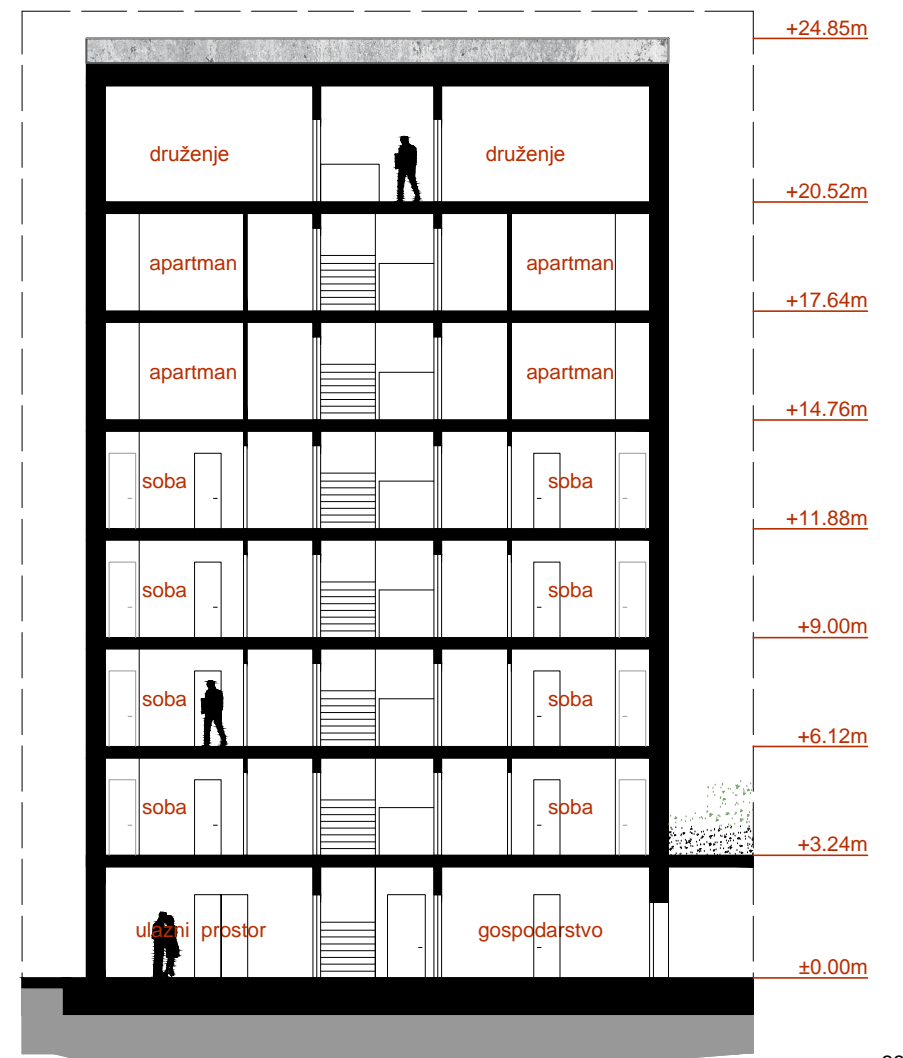 +24.85m
druženje druženje
+20.52m
apartman apartman
+17.64m
apartman apartman
+14.76m
soba soba
+11.88m
soba soba
+9.00m
soba soba
+6.12m
soba soba
+3.24m
ulazni prostor gospodarstvo
±0.00m